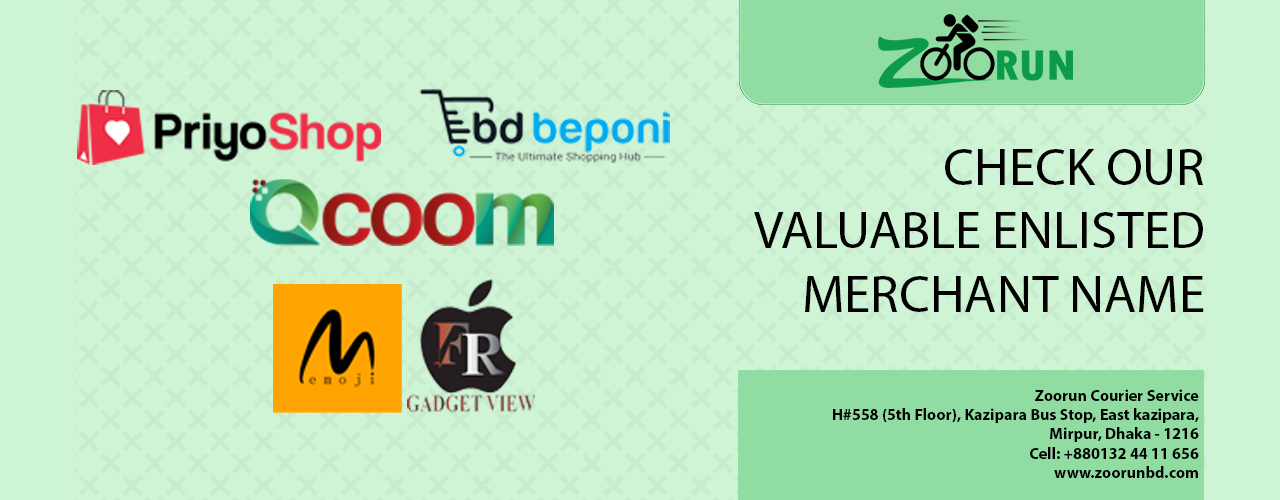 PriyoShop
bd beponi
The Ultimate Shopping Hub
Qcoom
M
emoji
FR
GADGET VIEW
ZOORUN
CHECK OUR
VALUABLE ENLISTED
MERCHANT NAME
Zoorun Courier Service
H#558 (5th Floor), Kazipara Bus Stop, East kazipara,
Mirpur, Dhaka - 1216
Cell: +880132 44 11 656
www.zoorunbd.com